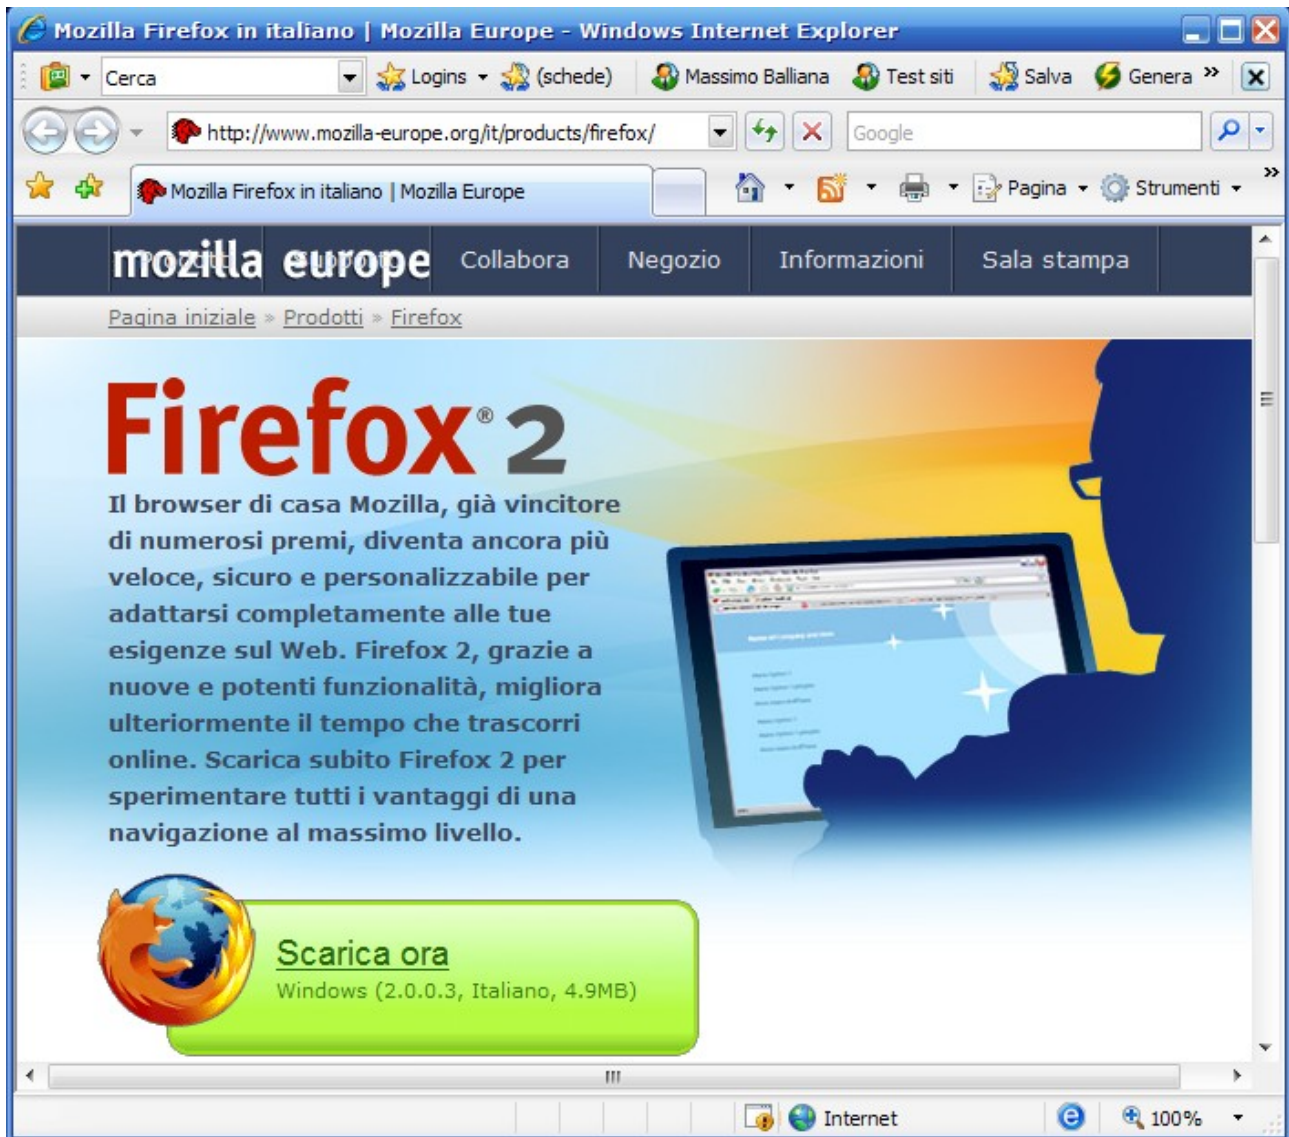 Mozilla Firefox in italiano | Mozilla Europe - Windows Internet Explorer
Cerca Logins (schede) Massimo Balliana Test siti Salva Genera »
http://www.mozilla-europe.org/it/products/firefox/ Google
Mozilla Firefox in italiano | Mozilla Europe Pagina Strumenti »
mozilla europe Collabora Negozio Informazioni Sala stampa
Pagina iniziale » Prodotti » Firefox
Firefox® 2
Il browser di casa Mozilla, già vincitore
di numerosi premi, diventa ancora più
veloce, sicuro e personalizzabile per
adattarsi completamente alle tue
esigenze sul Web. Firefox 2, grazie a
nuove e potenti funzionalità, migliora
ulteriormente il tempo che trascorri
online. Scarica subito Firefox 2 per
sperimentare tutti i vantaggi di una
navigazione al massimo livello.
Scarica ora
Windows (2.0.0.3, Italiano, 4.9MB)
Internet 100%